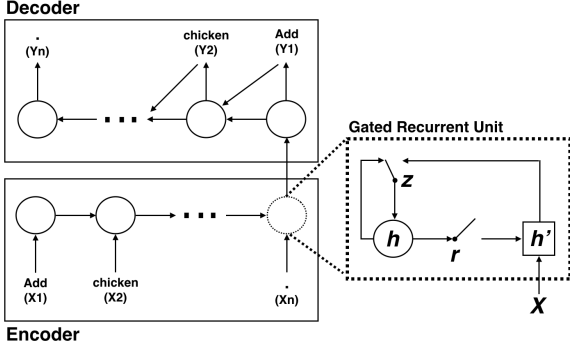 Decoder
.
(Yn)
chicken
(Y2)
Add
(Y1)
...
Gated Recurrent Unit
z
h
r
h'
X
...
Add
(X1)
chicken
(X2)
.
(Xn)
Encoder